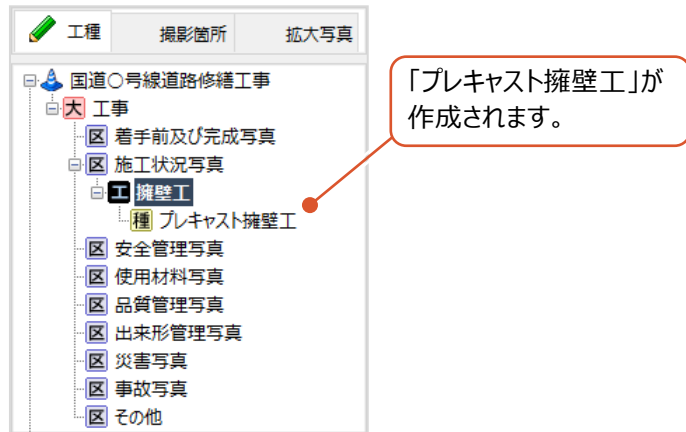 工種 撮影箇所 拡大写真
国道○号線道路修繕工事
大 工事
区 着手前及び完成写真
区 施工状況写真
工 擁壁工
種 プレキャスト擁壁工
区 安全管理写真
区 使用材料写真
区 品質管理写真
区 出来形管理写真
区 災害写真
区 事故写真
区 その他
「プレキャスト擁壁工」が
作成されます。